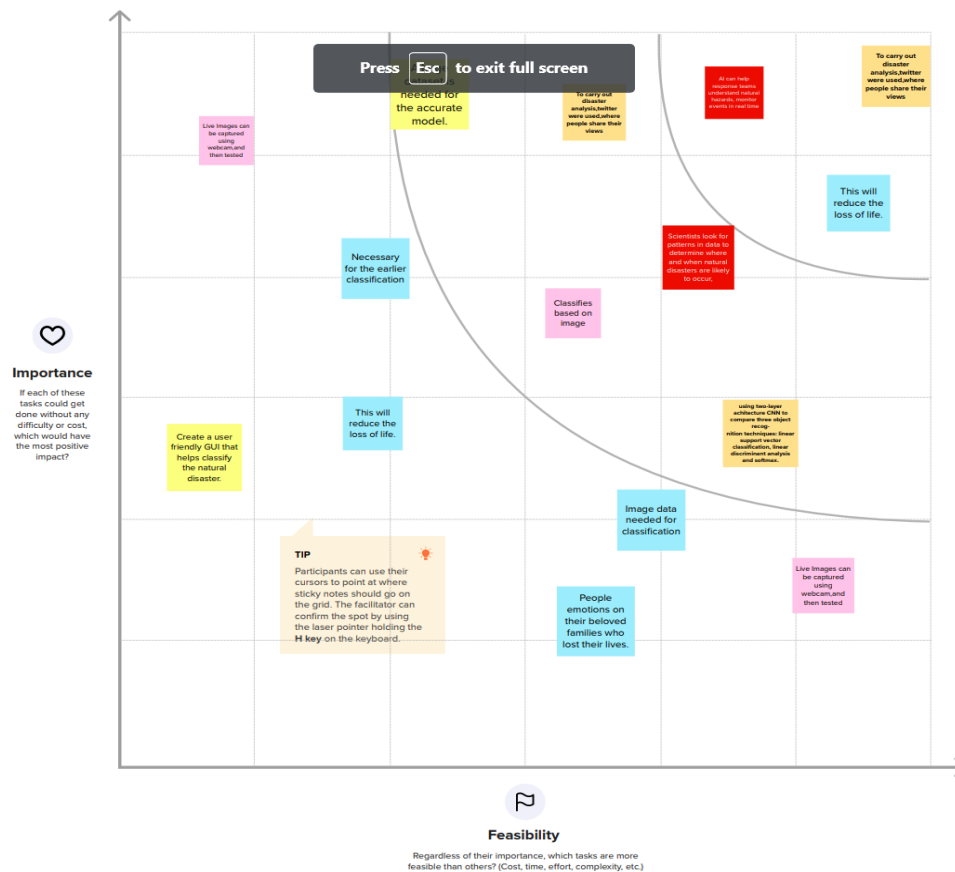 Press Esc to exit full screen
needed for
the accurate
model.
To carry out
disaster
analysis,twitter
were used,where
people share their
views
AI can help
response teams
understand natural
hazards, monitor
events in real time
To carry out
disaster
analysis,twitter
were used,where
people share their
views
Live Images can
be captured
using
webcam,and
then tested
This will
reduce the
loss of life.
Necessary
for the earlier
classification
Scientists look for
patterns in data to
determine where
and when natural
disasters are likely
to occur,
Classifies
based on
image
Importance
If each of these
tasks could get
done without any
difficulty or cost,
which would have
the most positive
impact?
Create a user
friendly GUI that
helps classify
the natural
disaster.
This will
reduce the
loss of life.
using two-layer
achitecture CNN to
compare three object
recog-
nition techniques: linear
support vector
classification, linear
discriminant analysis
and softmax.
Image data
needed for
classification
TIP
Participants can use their
cursors to point at where
sticky notes should go on
the grid. The facilitator can
confirm the spot by using
the laser pointer holding the
H key on the keyboard.
People
emotions on
their beloved
families who
lost their lives.
Live Images can
be captured
using
webcam,and
then tested
Feasibility
Regardless of their importance, which tasks are more
feasible than others? (Cost, time, effort, complexity, etc.)